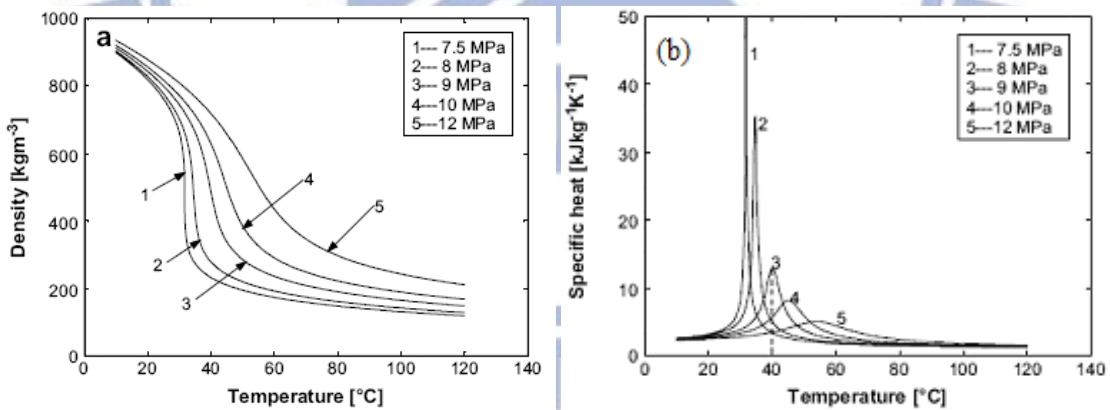 a
1--- 7.5 MPa
2--- 8 MPa
3--- 9 MPa
4---10 MPa
5---12 MPa
Density [kgm-3]
1000
800
600
400
200
0
1
2
3
4
5
0 20 40 60 80 100 120 140
Temperature [°C]
(b)
1--- 7.5 MPa
2--- 8 MPa
3--- 9 MPa
4---10 MPa
5---12 MPa
Specific heat [kJkg-1K-1]
50
40
30
20
10
0
1
2
3
4
5
0 20 40 60 80 100 120 140
Temperature [°C]